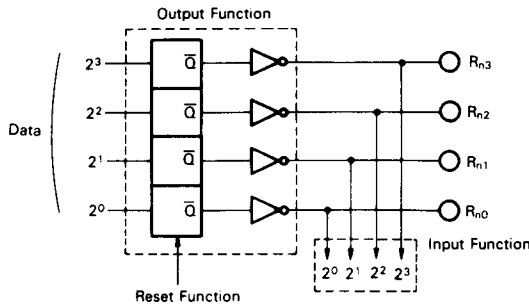 Output Function
2³ Q̅ Rn3
2² Q̅ Rn2
Data
2¹ Q̅ Rn1
2⁰ Q̅ Rn0
Input Function
2⁰ 2¹ 2² 2³
Reset Function